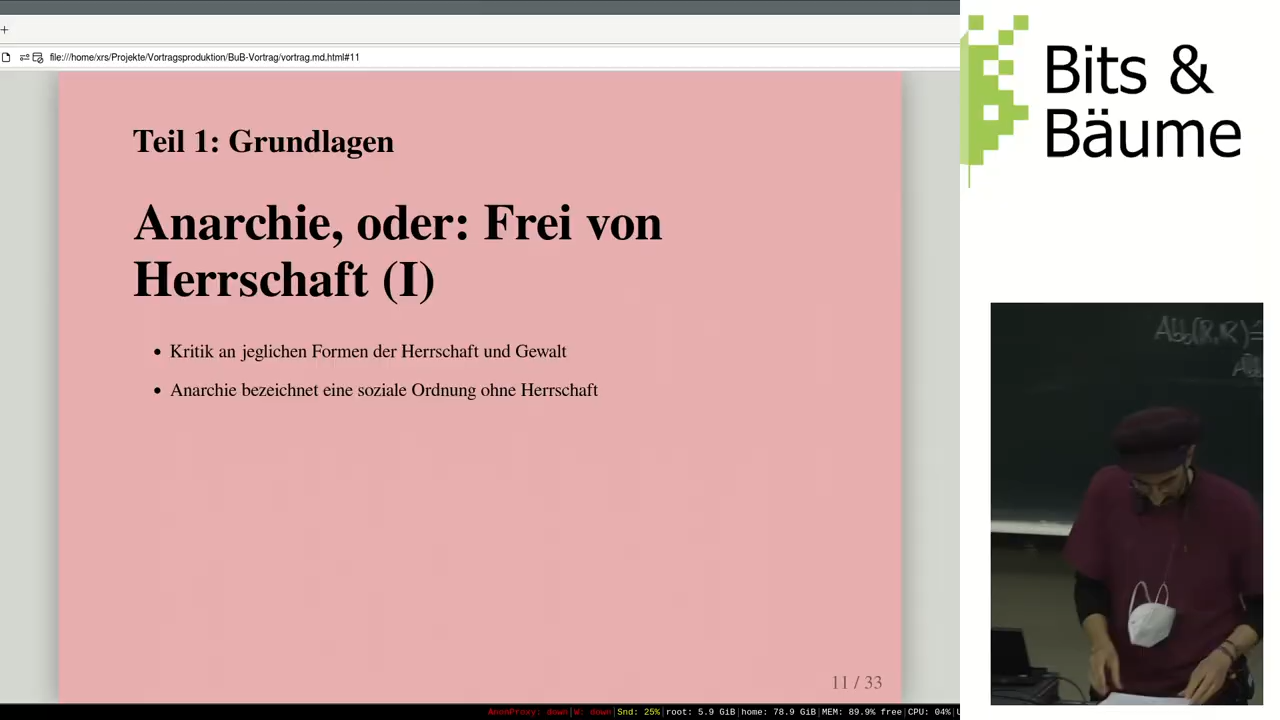 +
file:///home/xrs/Projekte/Vortragsproduktion/BuB-Vortrag/vortrag.md.html#11
Teil 1: Grundlagen
Anarchie, oder: Frei von
Herrschaft (I)
• Kritik an jeglichen Formen der Herrschaft und Gewalt
• Anarchie bezeichnet eine soziale Ordnung ohne Herrschaft
11 / 33
AnonProxy: down|W: down|Snd: 25%|root: 5.9 GiB|home: 78.9 GiB|MEM: 89.9% free|CPU: 04%|
Bits &
Bäume